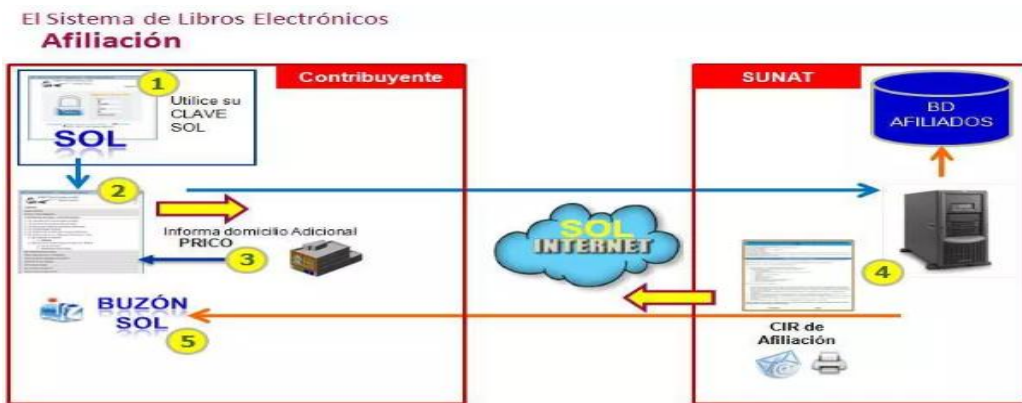 El Sistema de Libros Electrónicos
Afiliación
Contribuyente
SUNAT
1
Utilice su
CLAVE
SOL
SOL
BD
AFILIADOS
2
Informa domicilio Adicional
PRICO
3
SOL
INTERNET
4
BUZÓN
SOL
5
CIR de
Afiliación